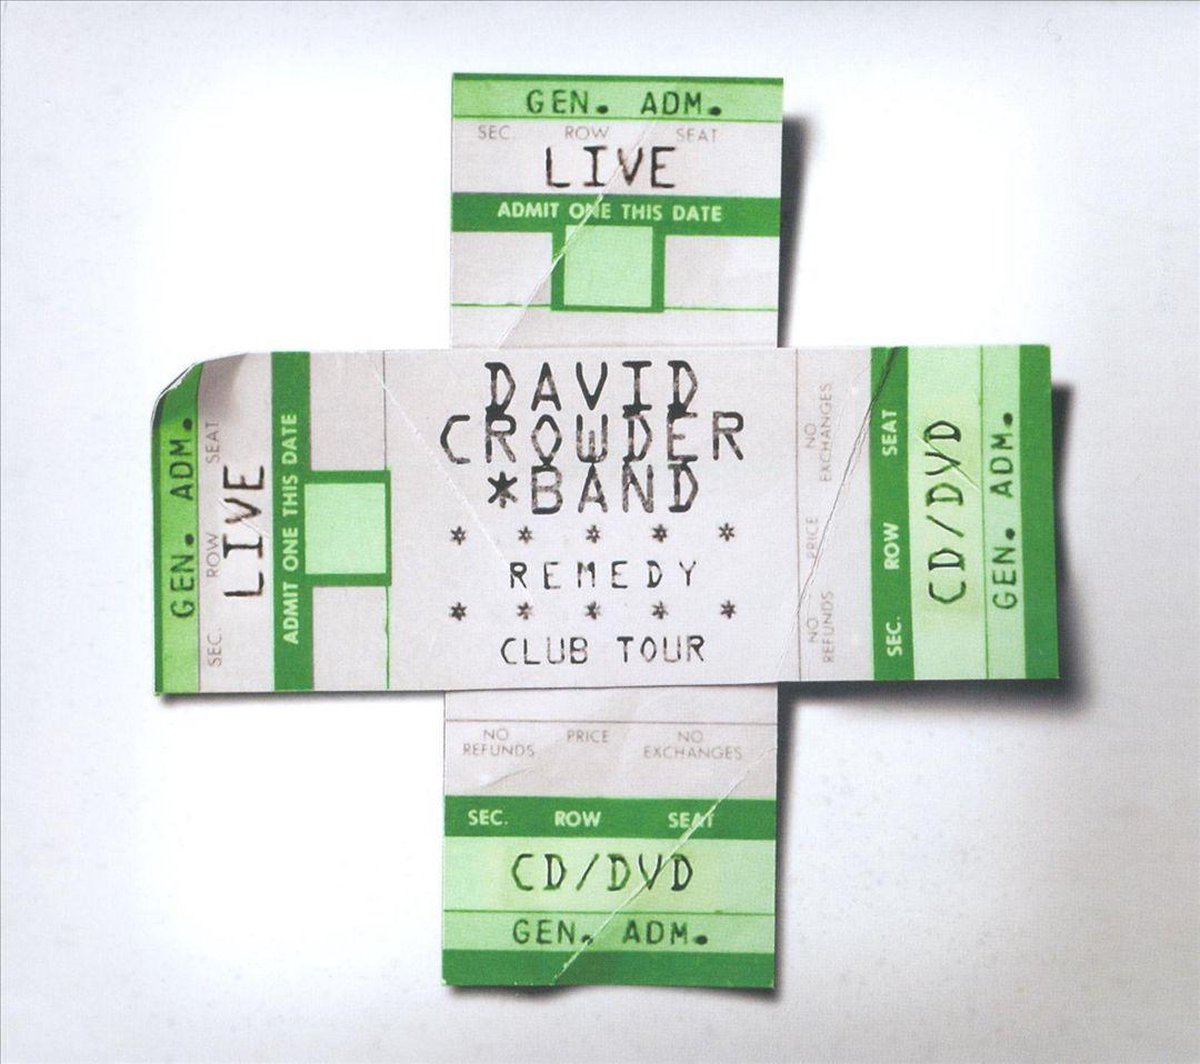 GEN. ADM.
SEC. ROW SEAT
LIVE
ADMIT ONE THIS DATE
GEN. ADM.
SEC. ROW SEAT
LIVE
ADMIT ONE THIS DATE
DAVID
CROWDER
*BAND
* * * * *
REMEDY
* * * * *
CLUB TOUR
NO REFUNDS PRICE NO EXCHANGES
SEC. ROW SEAT
CD/DVD
GEN. ADM.
NO REFUNDS PRICE NO EXCHANGES
SEC. ROW SEAT
CD/DVD
GEN. ADM.